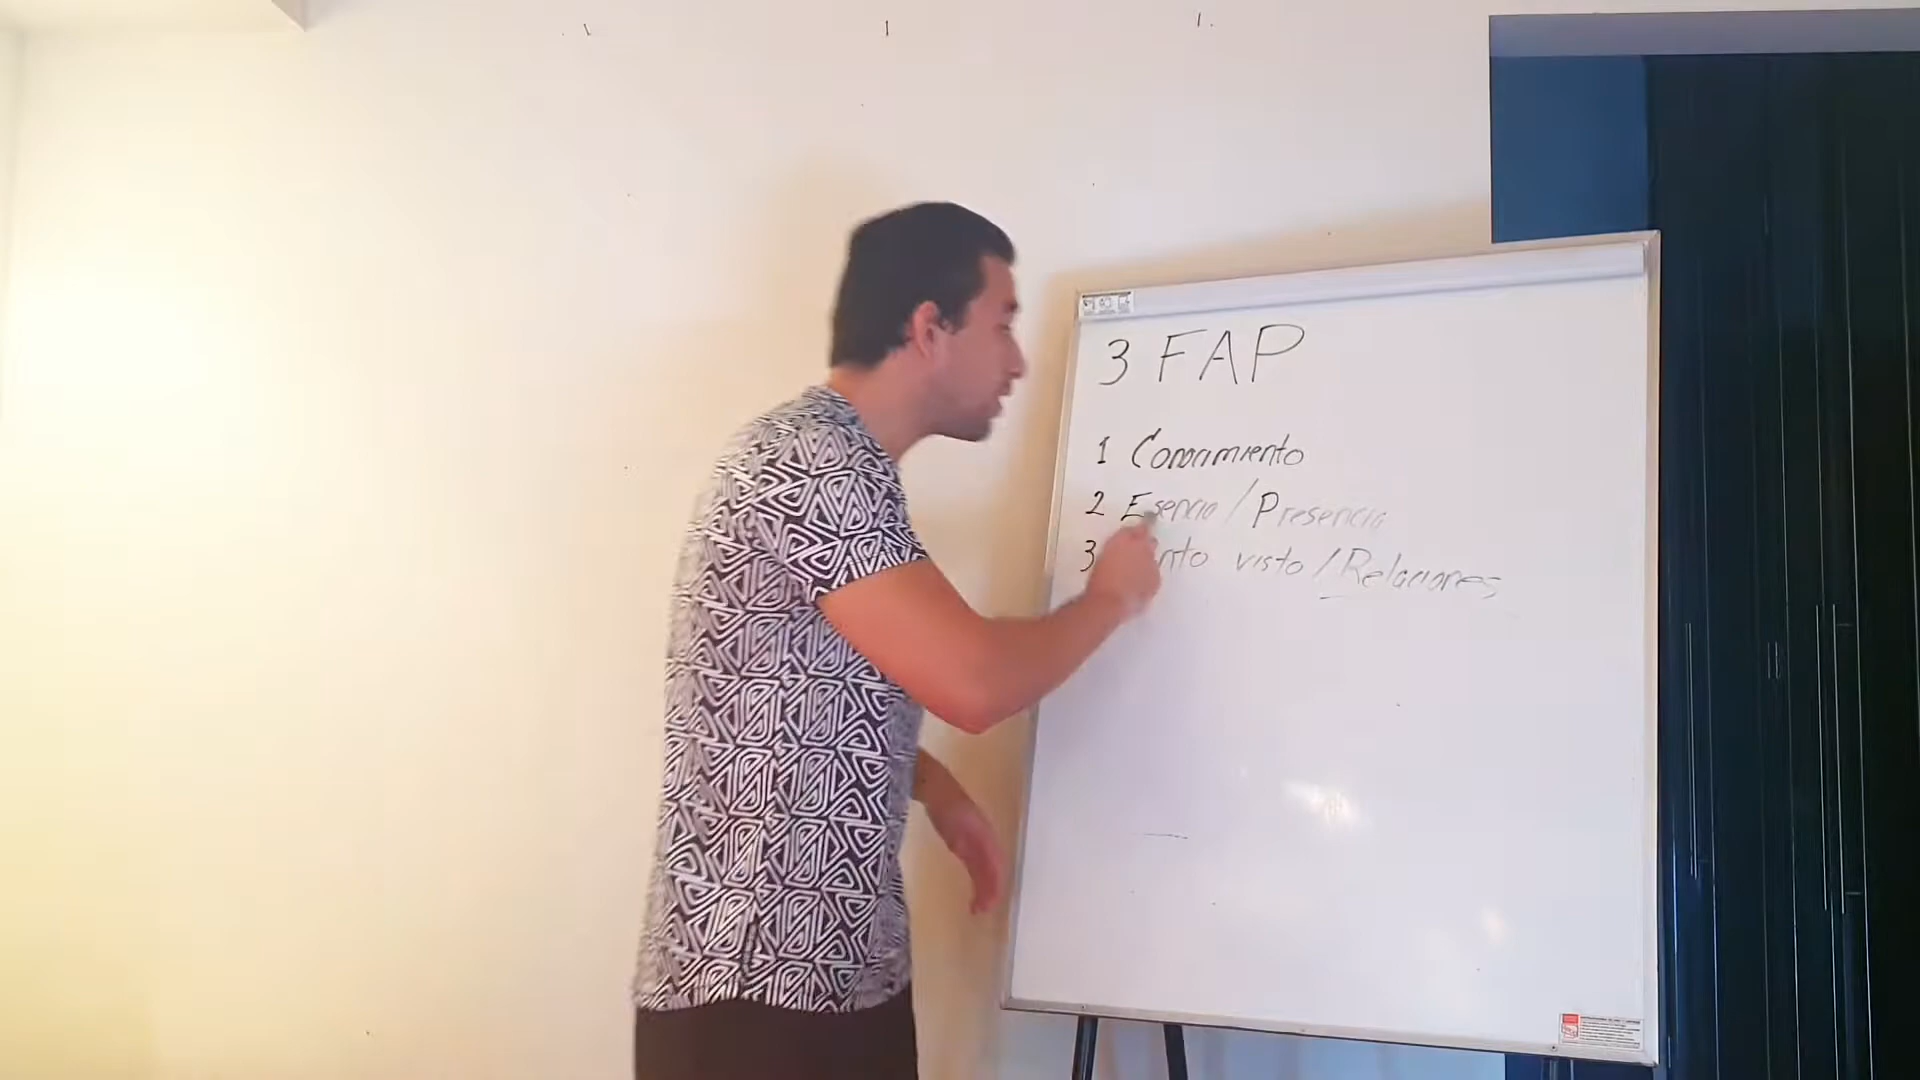 3 FAP
1 Conocimiento
2 Esencia / Presencia
3 visto / Relaciones